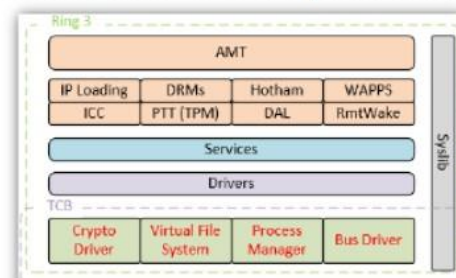 Ring 3
AMT
IP Loading DRMs Hotham WAPPS
ICC PTT (TPM) DAL RmtWake
Services
Drivers
TCB
Crypto Driver
Virtual File System
Process Manager
Bus Driver
Syslib